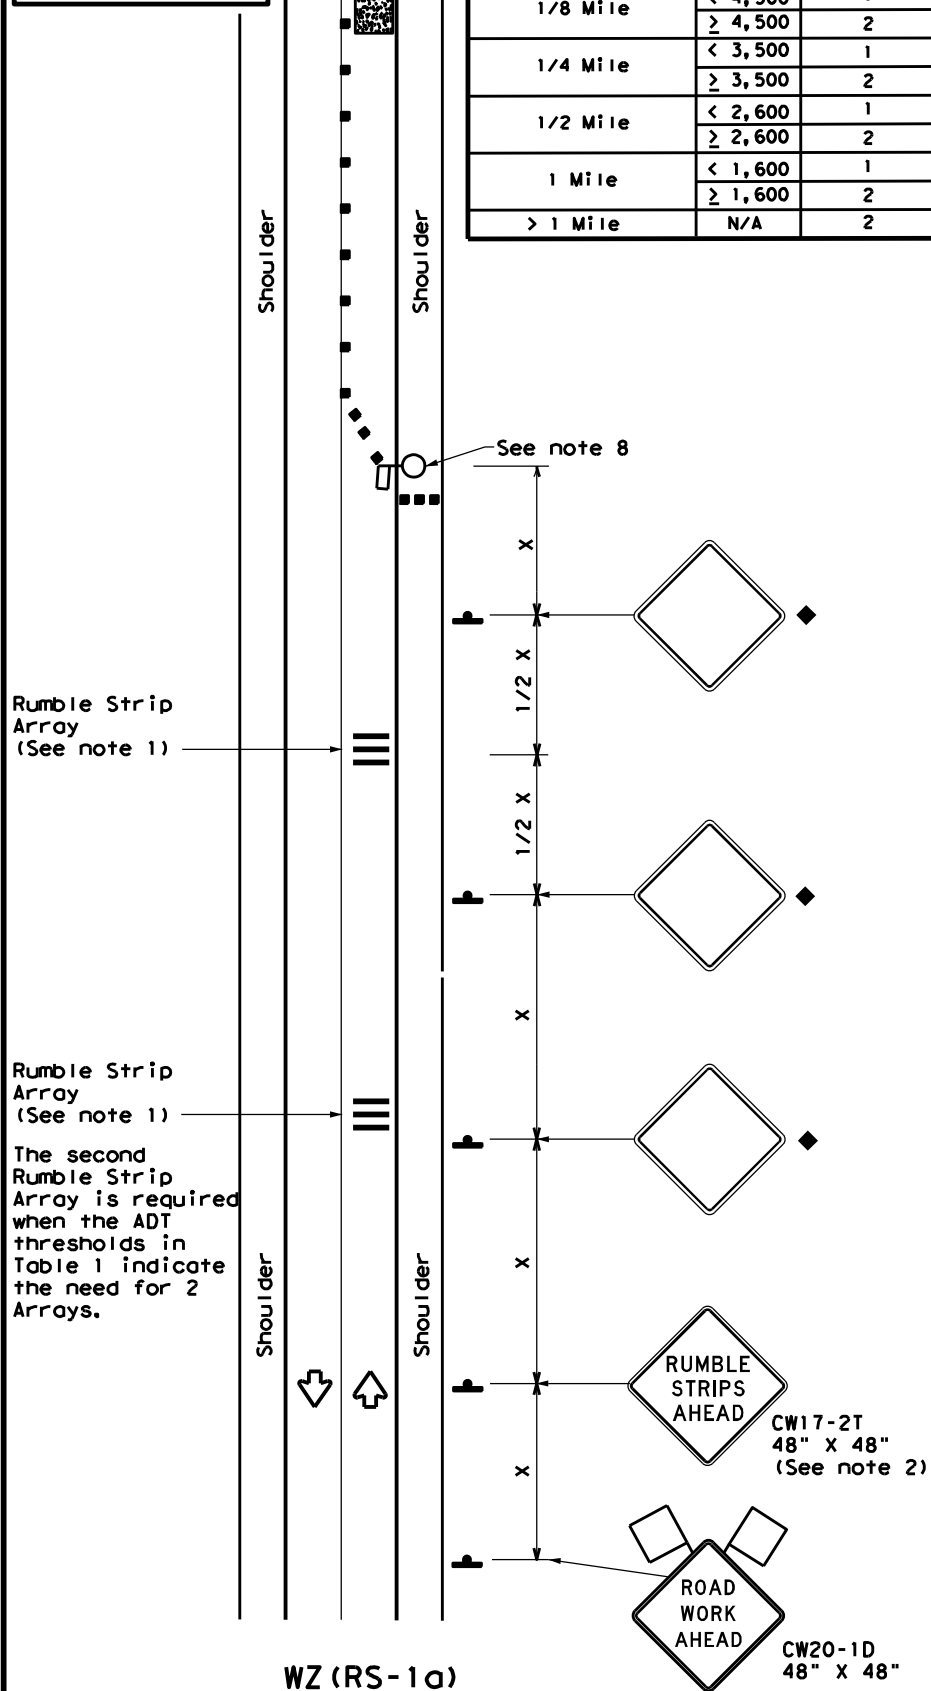 1/8 Mile
< 4,500
≥ 4,500 2
1/4 Mile
< 3,500 1
≥ 3,500 2
1/2 Mile
< 2,600 1
≥ 2,600 2
1 Mile
< 1,600 1
≥ 1,600 2
> 1 Mile N/A 2
Shoulder
Shoulder
See note 8
X
1/2 X
Rumble Strip
Array
(See note 1)
1/2 X
X
Rumble Strip
Array
(See note 1)
The second
Rumble Strip
Array is required
when the ADT
thresholds in
Table 1 indicate
the need for 2
Arrays.
Shoulder
Shoulder
X
RUMBLE
STRIPS
AHEAD
CW17-2T
48" X 48"
(See note 2)
X
ROAD
WORK
AHEAD
CW20-1D
48" X 48"
WZ(RS-1a)